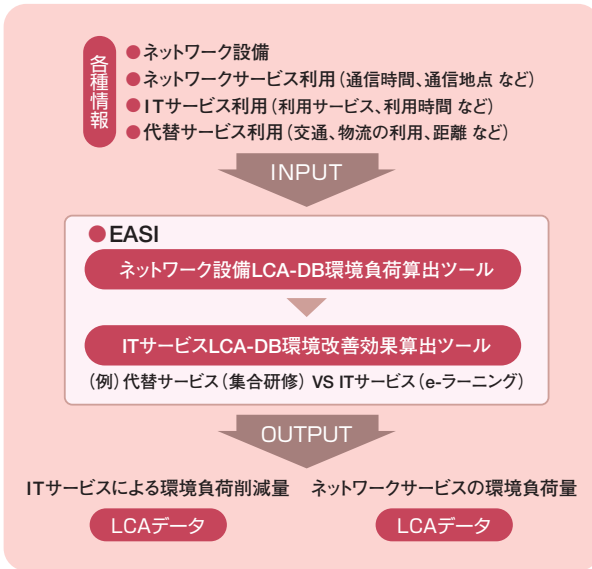 各種情報
●ネットワーク設備
●ネットワークサービス利用(通信時間、通信地点 など)
●ITサービス利用(利用サービス、利用時間 など)
●代替サービス利用(交通、物流の利用、距離 など)
INPUT
●EASI
ネットワーク設備LCA-DB環境負荷算出ツール
ITサービスLCA-DB環境改善効果算出ツール
(例)代替サービス(集合研修) VS ITサービス(e-ラーニング)
OUTPUT
ITサービスによる環境負荷削減量 ネットワークサービスの環境負荷量
LCAデータ LCAデータ